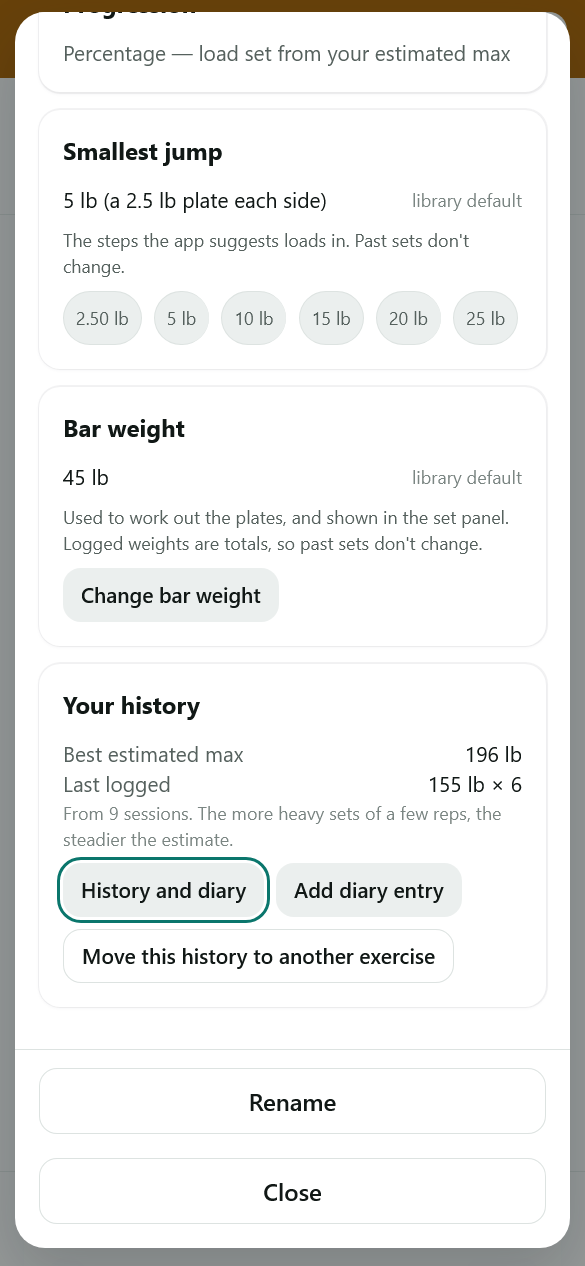 Progression
Percentage — load set from your estimated max
Smallest jump
5 lb (a 2.5 lb plate each side)
library default
The steps the app suggests loads in. Past sets don't
change.
2.50 lb
5 lb
10 lb
15 lb
20 lb
25 lb
Bar weight
45 lb
library default
Used to work out the plates, and shown in the set panel.
Logged weights are totals, so past sets don't change.
Change bar weight
Your history
Best estimated max
196 lb
Last logged
155 lb × 6
From 9 sessions. The more heavy sets of a few reps, the
steadier the estimate.
History and diary
Add diary entry
Move this history to another exercise
Rename
Close